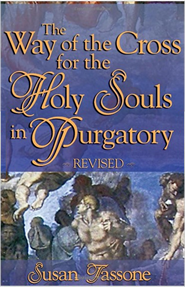 The
Way of the Cross
for the
Holy Souls
in Purgatory
REVISED
Susan Tassone